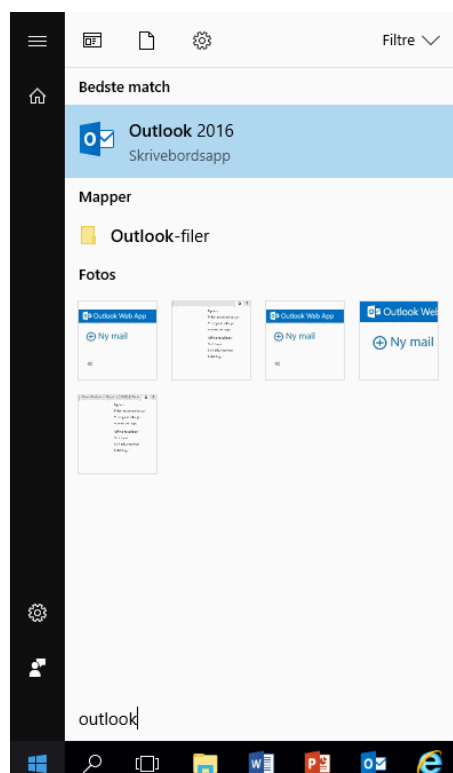 Filtre
Bedste match
Outlook 2016
Skrivebordsapp
Mapper
Outlook-filer
Fotos
Outlook Web App
Ny mail
Outlook Web App
Ny mail
Outlook Wel
Ny mail
outlook